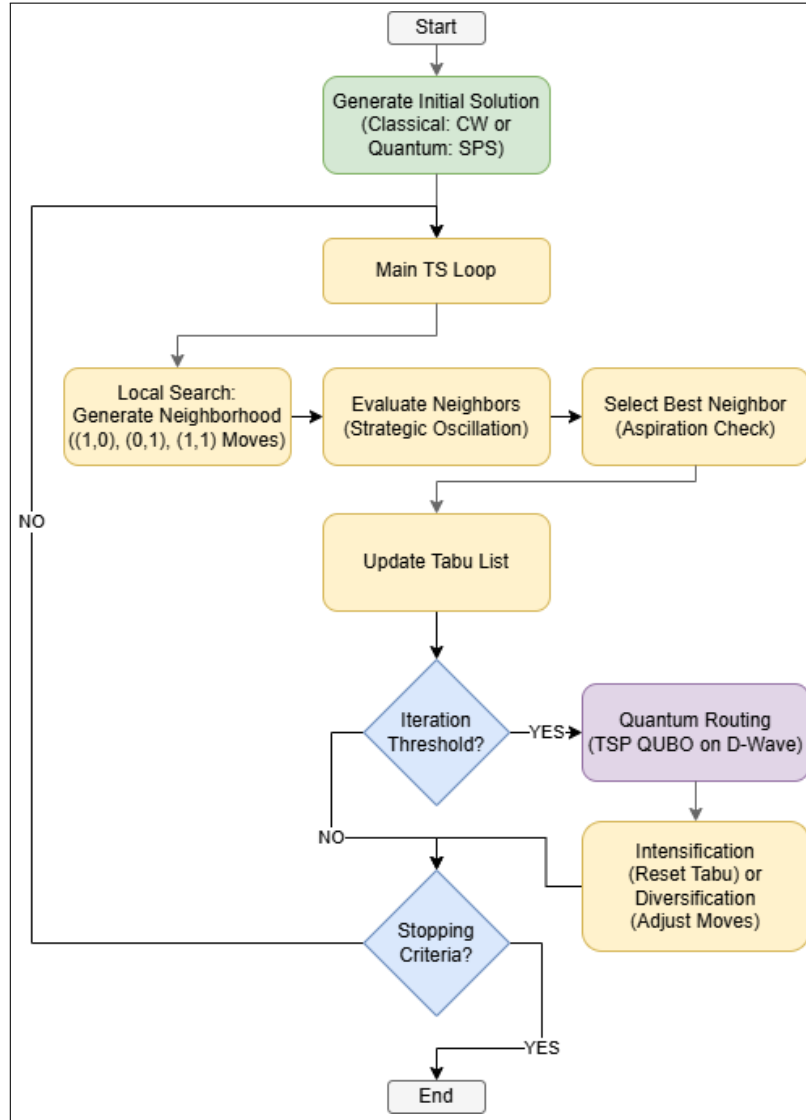 Start
Generate Initial Solution
(Classical: CW or
Quantum: SPS)
Main TS Loop
Local Search:
Generate Neighborhood
((1,0), (0,1), (1,1) Moves)
Evaluate Neighbors
(Strategic Oscillation)
Select Best Neighbor
(Aspiration Check)
NO
Update Tabu List
Iteration
Threshold?
YES
Quantum Routing
(TSP QUBO on D-Wave)
NO
Intensification
(Reset Tabu) or
Diversification
(Adjust Moves)
Stopping
Criteria?
YES
End